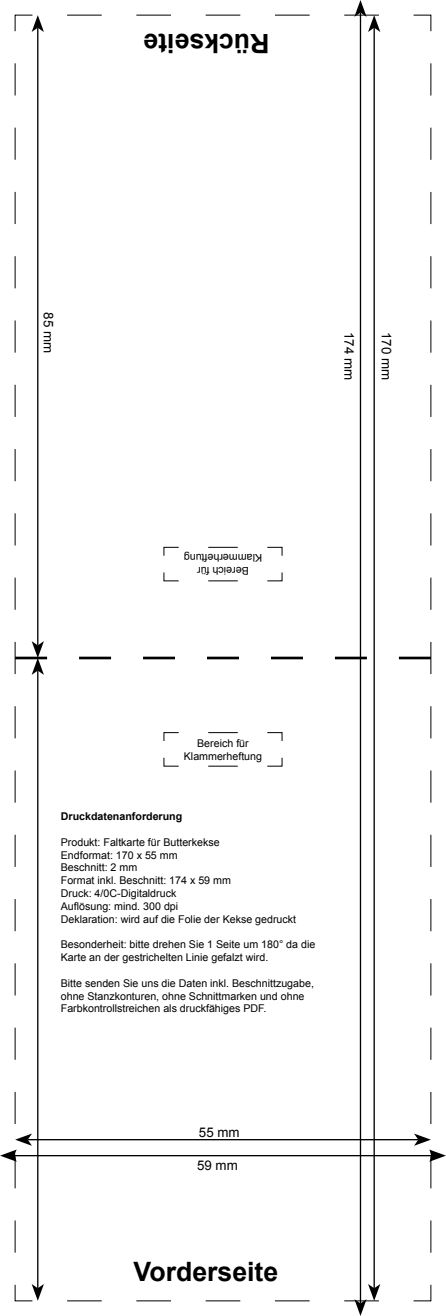 Rückseite
85 mm
174 mm
170 mm
Bereich für
Klammerheftung
Bereich für
Klammerheftung
Druckdatenanforderung
Produkt: Faltkarte für Butterkekse
Endformat: 170 x 55 mm
Beschnitt: 2 mm
Format inkl. Beschnitt: 174 x 59 mm
Druck: 4/0C-Digitaldruck
Auflösung: mind. 300 dpi
Deklaration: wird auf die Folie der Kekse gedruckt
Besonderheit: bitte drehen Sie 1 Seite um 180° da die
Karte an der gestrichelten Linie gefalzt wird.
Bitte senden Sie uns die Daten inkl. Beschnittzugabe,
ohne Stanzkonturen, ohne Schnittmarken und ohne
Farbkontrollstreichen als druckfähiges PDF.
55 mm
59 mm
Vorderseite